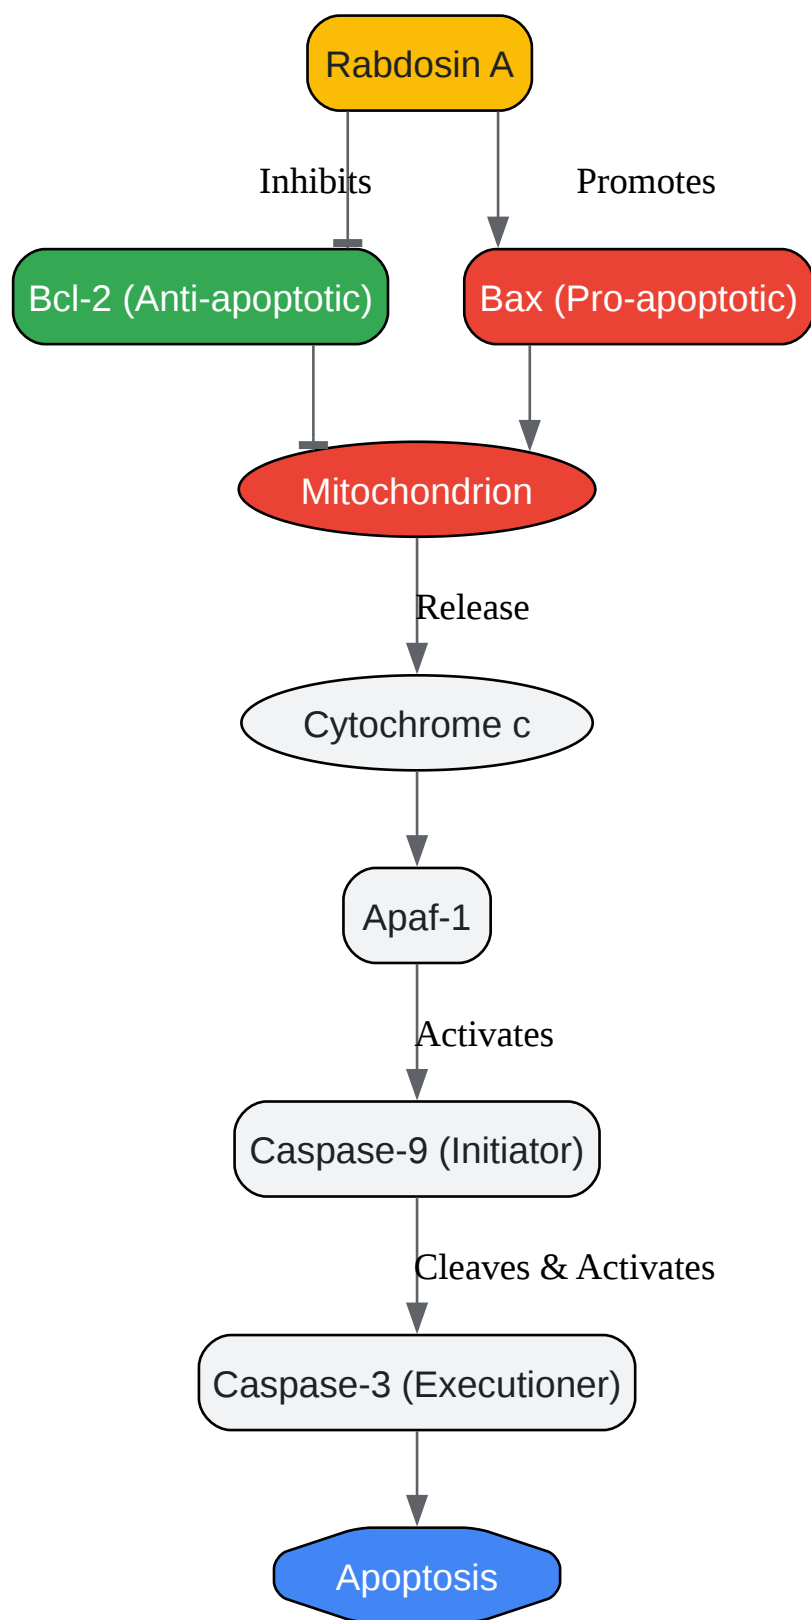 Rabdosin A
Inhibits
Promotes
Bcl-2 (Anti-apoptotic)
Bax (Pro-apoptotic)
Mitochondrion
Release
Cytochrome c
Apaf-1
Activates
Caspase-9 (Initiator)
Cleaves & Activates
Caspase-3 (Executioner)
Apoptosis